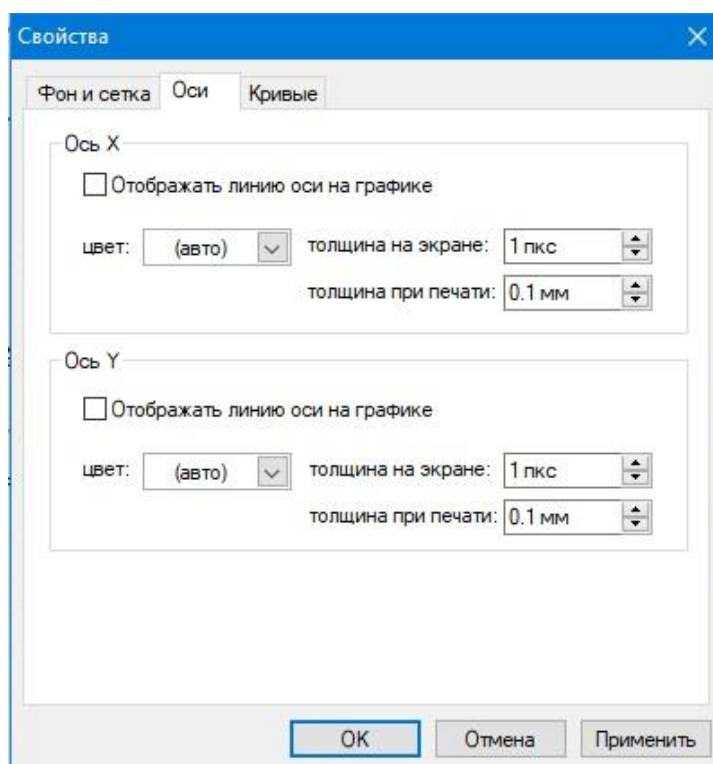 Свойства
Фон и сетка Оси Кривые
Ось X
Отображать линию оси на графике
цвет: (авто) толщина на экране: 1 пкс
толщина при печати: 0.1 мм
Ось Y
Отображать линию оси на графике
цвет: (авто) толщина на экране: 1 пкс
толщина при печати: 0.1 мм
OK Отмена Применить